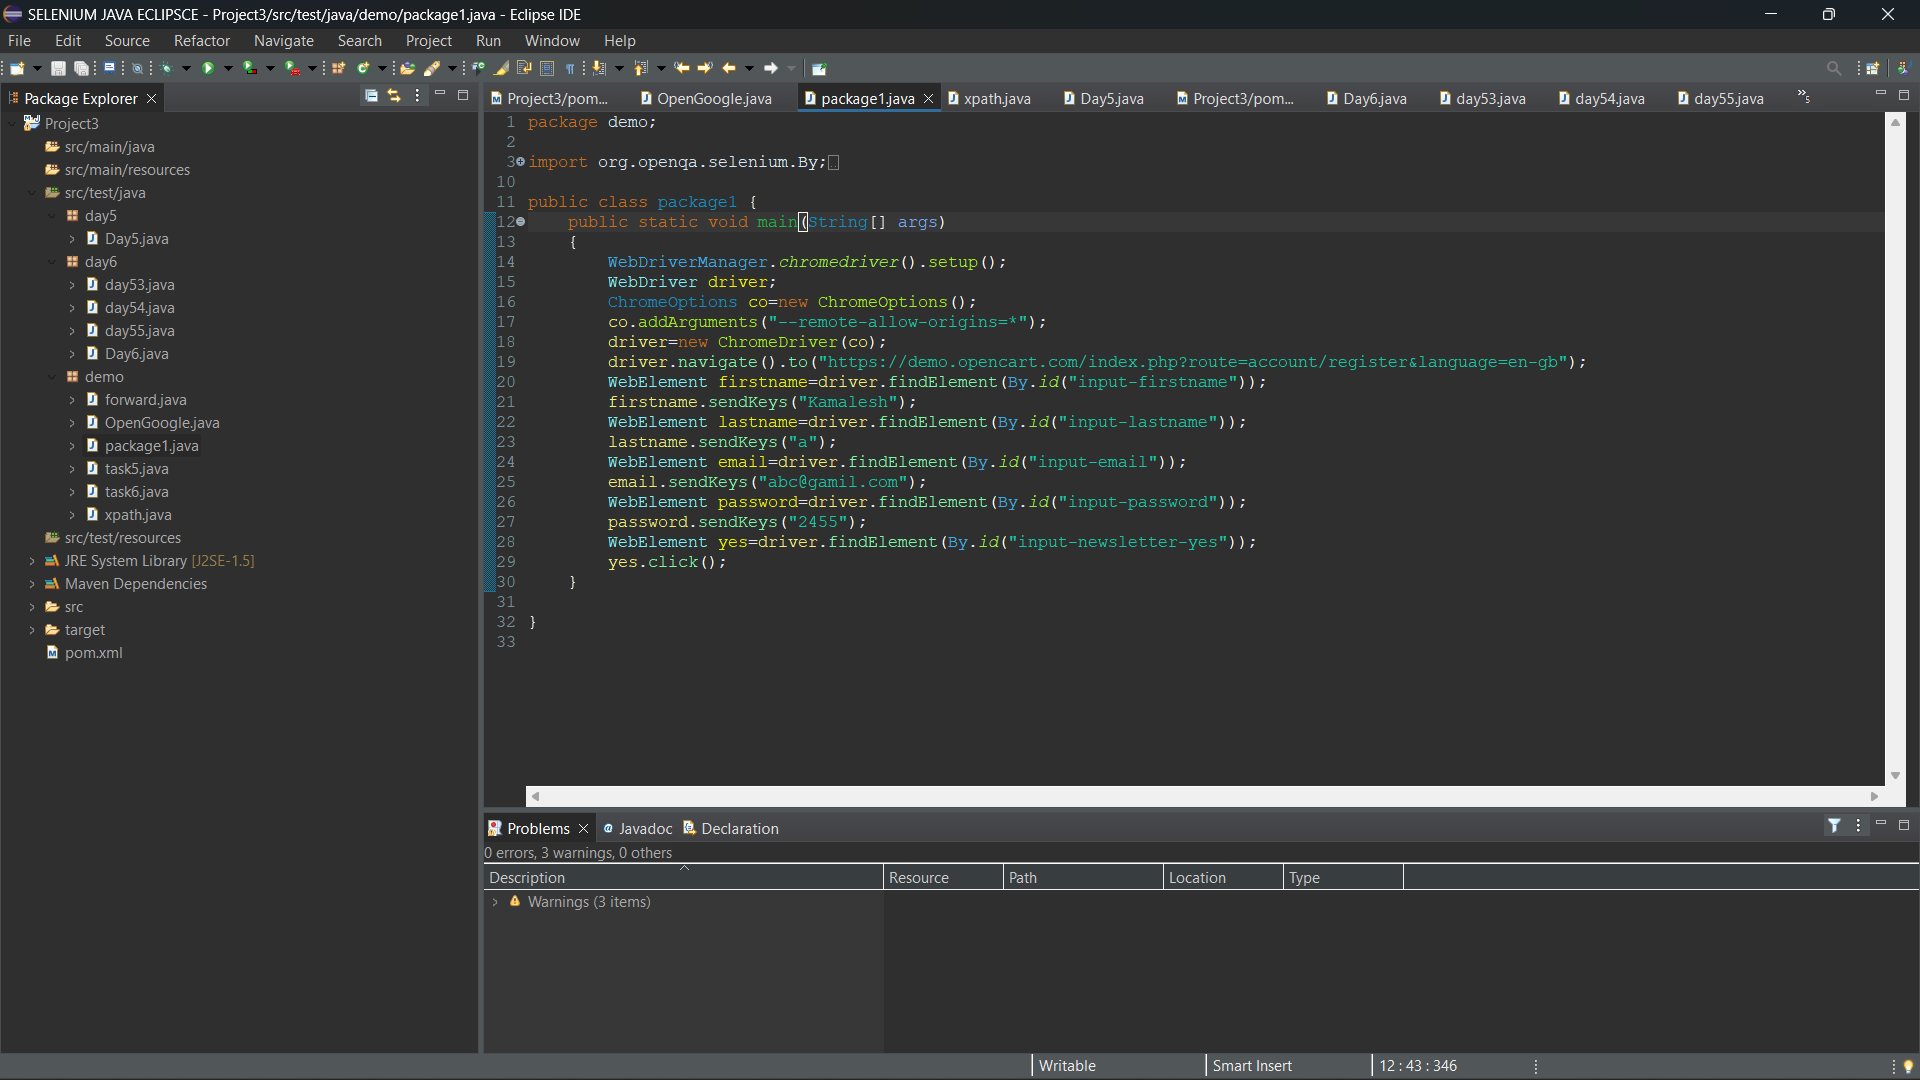 SELENIUM JAVA ECLIPSCE - Project3/src/test/java/demo/package1.java - Eclipse IDE
File Edit Source Refactor Navigate Search Project Run Window Help
Package Explorer
Project3
src/main/java
src/main/resources
src/test/java
day5
Day5.java
day6
day53.java
day54.java
day55.java
Day6.java
demo
forward.java
OpenGoogle.java
package1.java
task5.java
task6.java
xpath.java
src/test/resources
JRE System Library [J2SE-1.5]
Maven Dependencies
src
target
pom.xml
Project3/pom... OpenGoogle.java package1.java xpath.java Day5.java Project3/pom... Day6.java day53.java day54.java day55.java »5
1 package demo;
2
3 import org.openqa.selenium.By;
10
11 public class package1 {
12 public static void main(String[] args)
13 {
14 WebDriverManager.chromedriver().setup();
15 WebDriver driver;
16 ChromeOptions co=new ChromeOptions();
17 co.addArguments("--remote-allow-origins=*");
18 driver=new ChromeDriver(co);
19 driver.navigate().to("https://demo.opencart.com/index.php?route=account/register&language=en-gb");
20 WebElement firstname=driver.findElement(By.id("input-firstname"));
21 firstname.sendKeys("Kamalesh");
22 WebElement lastname=driver.findElement(By.id("input-lastname"));
23 lastname.sendKeys("a");
24 WebElement email=driver.findElement(By.id("input-email"));
25 email.sendKeys("abc@gamil.com");
26 WebElement password=driver.findElement(By.id("input-password"));
27 password.sendKeys("2455");
28 WebElement yes=driver.findElement(By.id("input-newsletter-yes"));
29 yes.click();
30 }
31
32 }
33
Problems Javadoc Declaration
0 errors, 3 warnings, 0 others
Description Resource Path Location Type
Warnings (3 items)
Writable Smart Insert 12 : 43 : 346